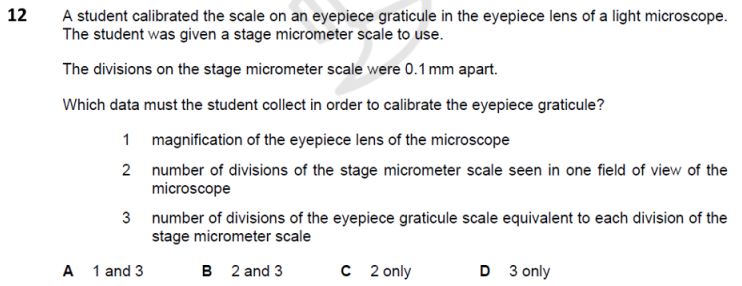 12 A student calibrated the scale on an eyepiece graticule in the eyepiece lens of a light microscope.
The student was given a stage micrometer scale to use.
The divisions on the stage micrometer scale were 0.1 mm apart.
Which data must the student collect in order to calibrate the eyepiece graticule?
1 magnification of the eyepiece lens of the microscope
2 number of divisions of the stage micrometer scale seen in one field of view of the
microscope
3 number of divisions of the eyepiece graticule scale equivalent to each division of the
stage micrometer scale
A 1 and 3 B 2 and 3 C 2 only D 3 only